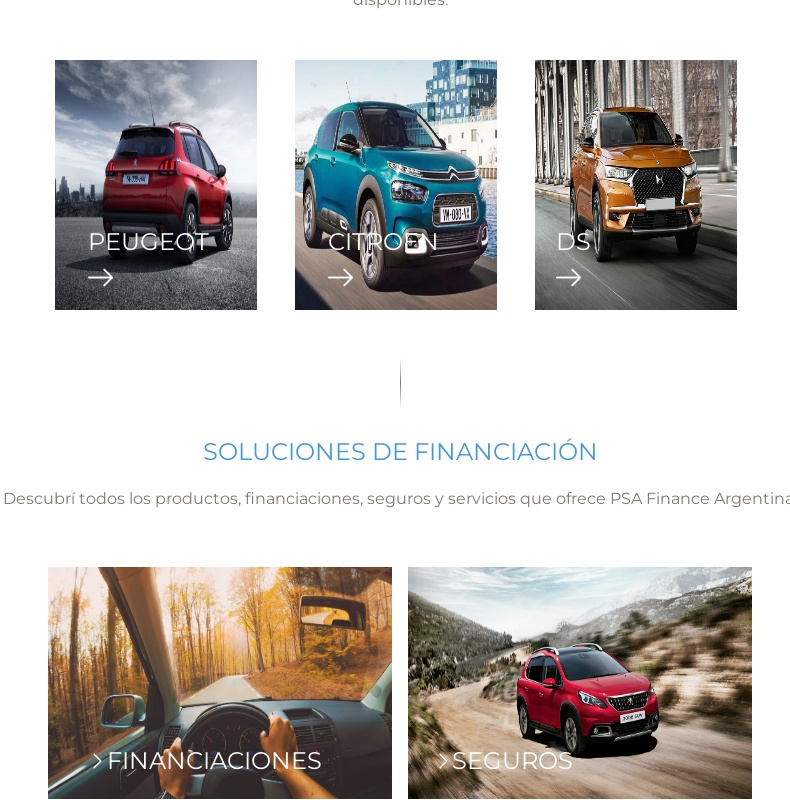 disponibles.
PEUGEOT
CITROEN
DS
SOLUCIONES DE FINANCIACIÓN
Descubrí todos los productos, financiaciones, seguros y servicios que ofrece PSA Finance Argentina
FINANCIACIONES
SEGUROS